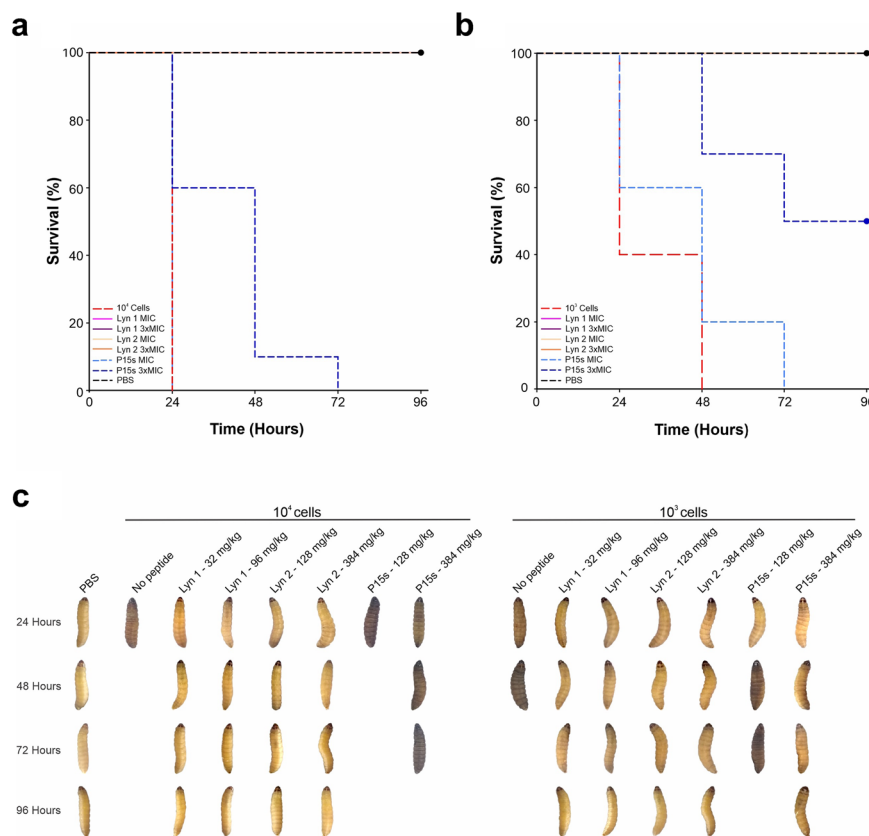 a
100
80
60
40
20
0
Survival (%)
10⁴ Cells
Lyn 1 MIC
Lyn 1 3xMIC
Lyn 2 MIC
Lyn 2 3xMIC
P15s MIC
P15s 3xMIC
PBS
0 24 48 72 96
Time (Hours)
b
100
80
60
40
20
0
Survival (%)
10³ Cells
Lyn 1 MIC
Lyn 1 3xMIC
Lyn 2 MIC
Lyn 2 3xMIC
P15s MIC
P15s 3xMIC
PBS
0 24 48 72 96
Time (Hours)
c
10⁴ cells
10³ cells
PBS
No peptide
Lyn 1 - 32 mg/kg
Lyn 1 - 96 mg/kg
Lyn 2 - 128 mg/kg
Lyn 2 - 384 mg/kg
P15s - 128 mg/kg
P15s - 384 mg/kg
No peptide
Lyn 1 - 32 mg/kg
Lyn 1 - 96 mg/kg
Lyn 2 - 128 mg/kg
Lyn 2 - 384 mg/kg
P15s - 128 mg/kg
P15s - 384 mg/kg
24 Hours
48 Hours
72 Hours
96 Hours